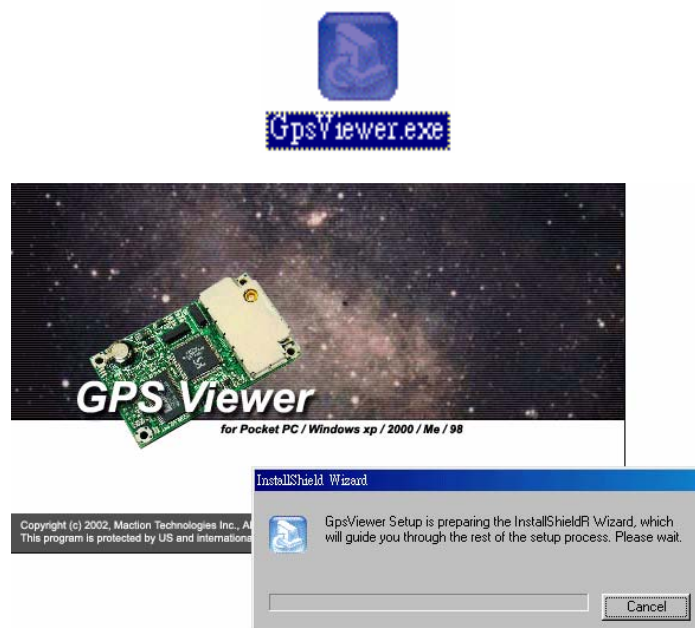 GpsViewer.exe
GPS Viewer
for Pocket PC / Windows xp / 2000 / Me / 98
Copyright (c) 2002, Maction Technologies Inc.,
This program is protected by US and
InstallShield Wizard
GpsViewer Setup is preparing the InstallShieldR Wizard, which
will guide you through the rest of the setup process. Please wait.
Cancel